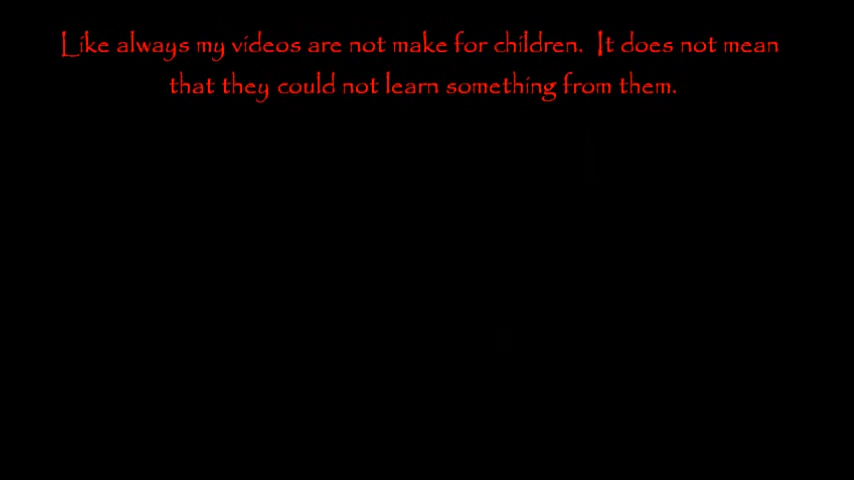 Like always my videos are not make for children.  It does not mean
that they could not learn something from them.